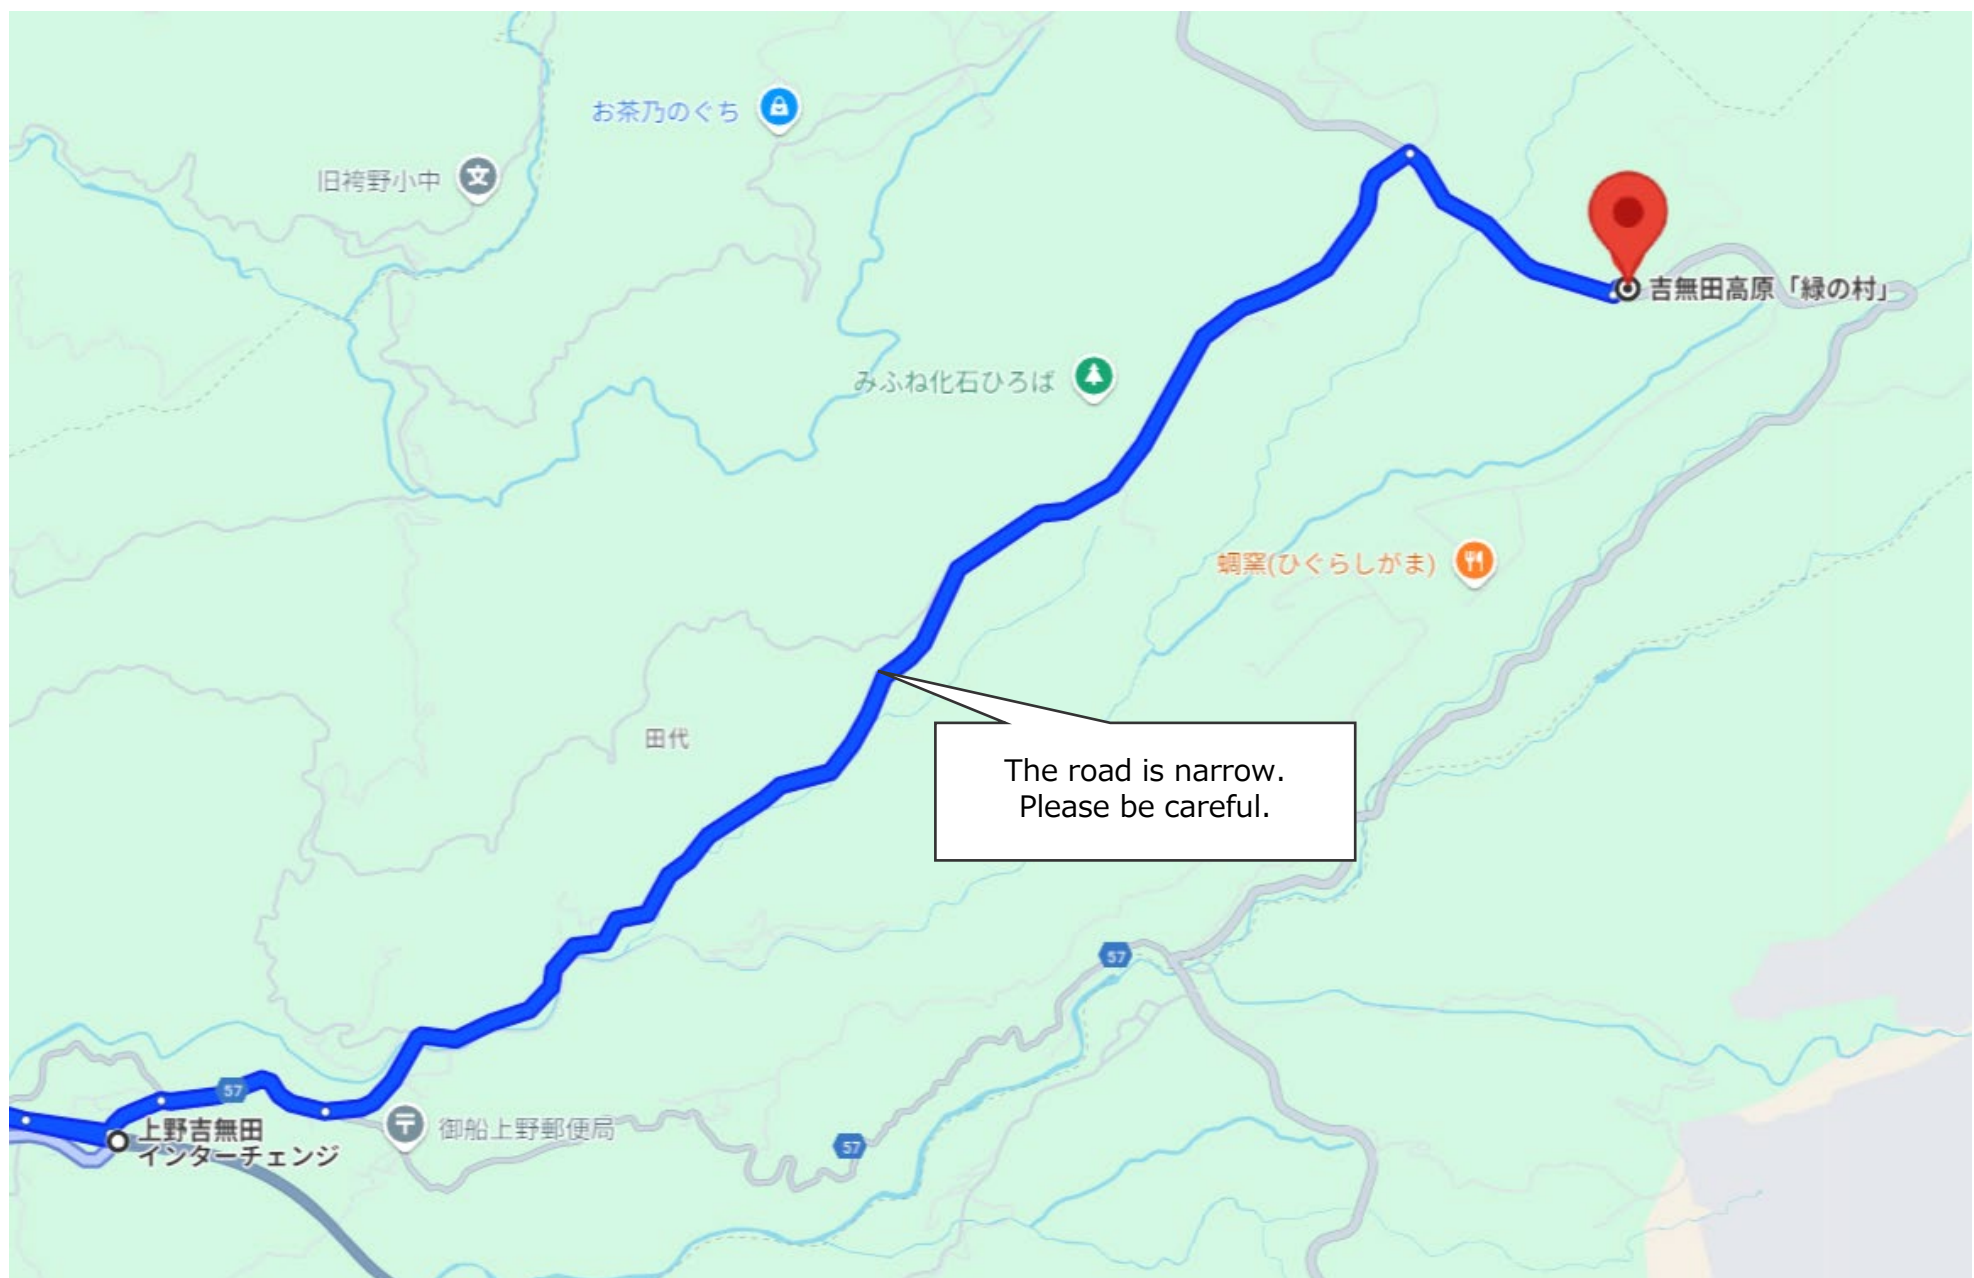 お茶乃のぐち
旧袴野小中
吉無田高原「緑の村」
みふね化石ひろば
蜩窯(ひぐらしがま)
田代
The road is narrow.
Please be careful.
57
57
上野吉無田
インターチェンジ
御船上野郵便局
57